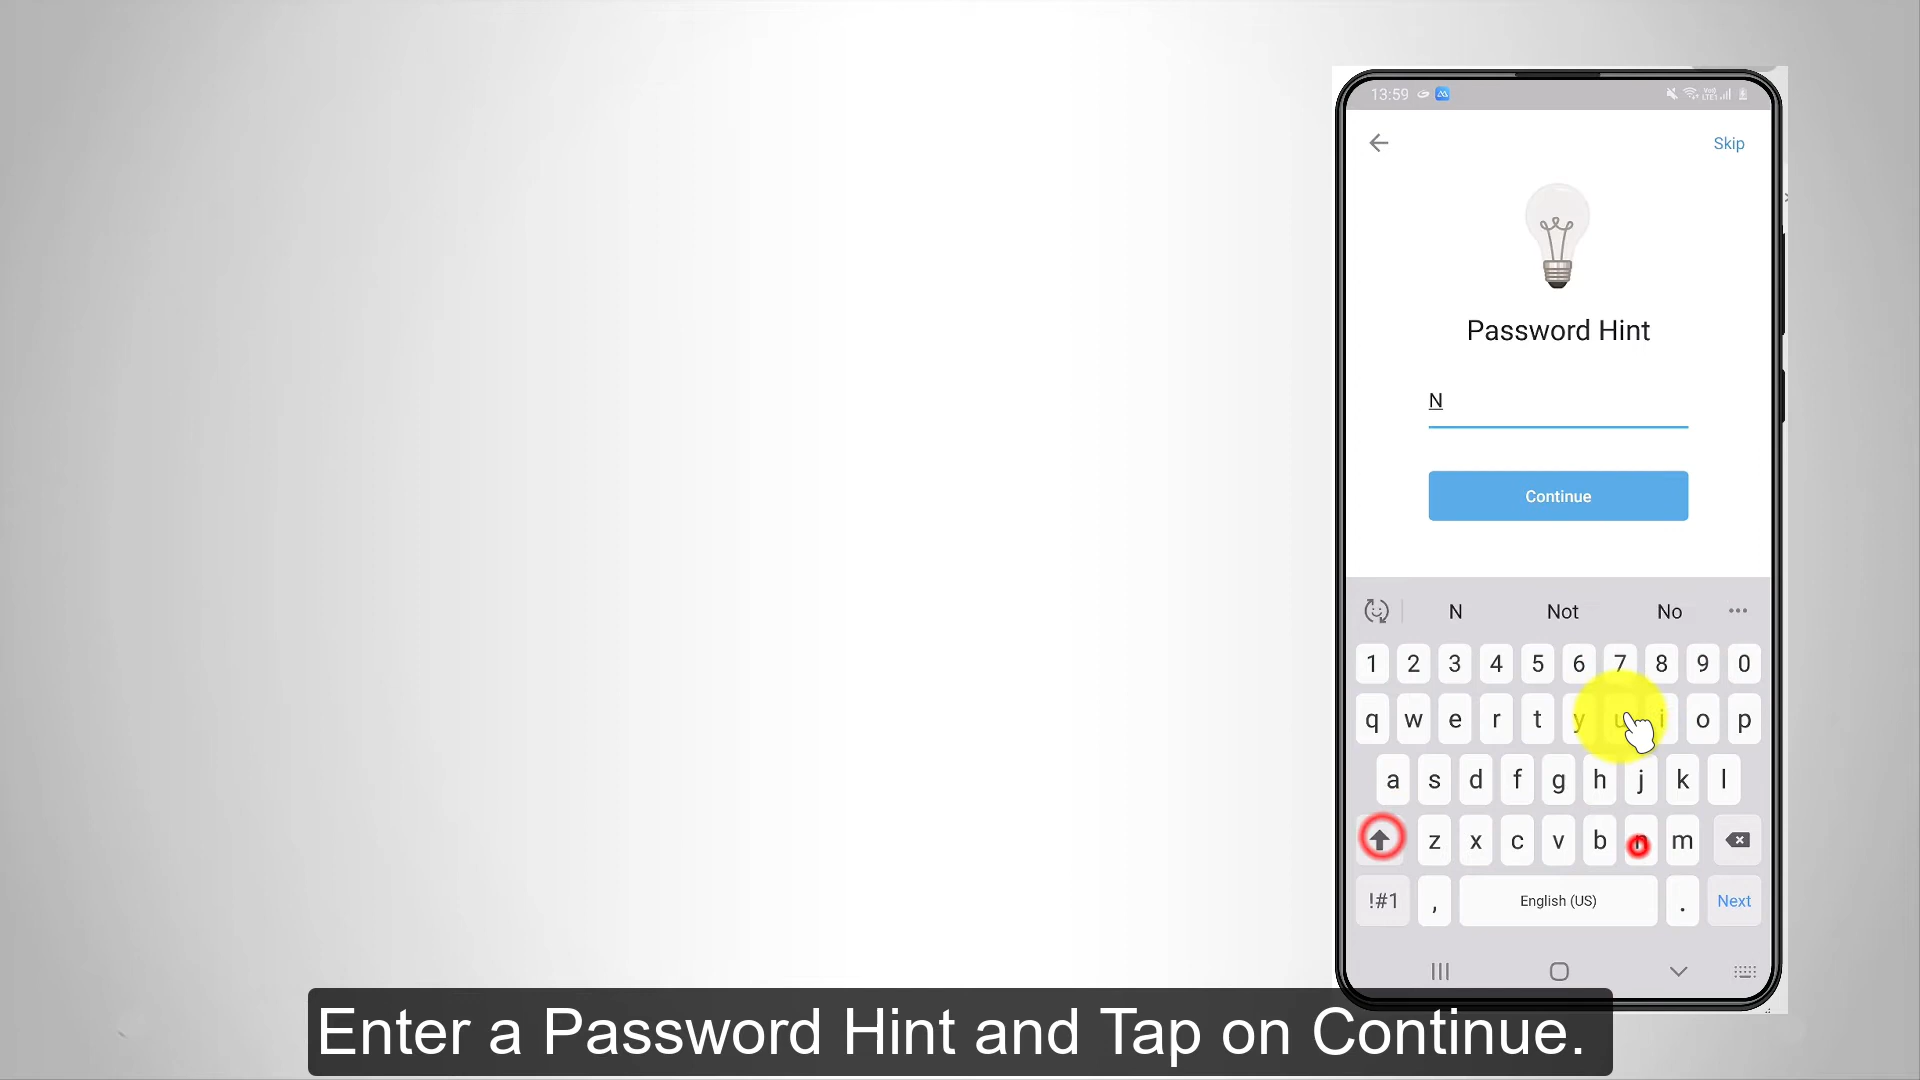 13:59
Skip
Password Hint
N
Continue
N Not No
1 2 3 4 5 6 7 8 9 0
q w e r t y u i o p
a s d f g h j k l
z x c v b n m
!#1 , English (US) . Next
Enter a Password Hint and Tap on Continue.